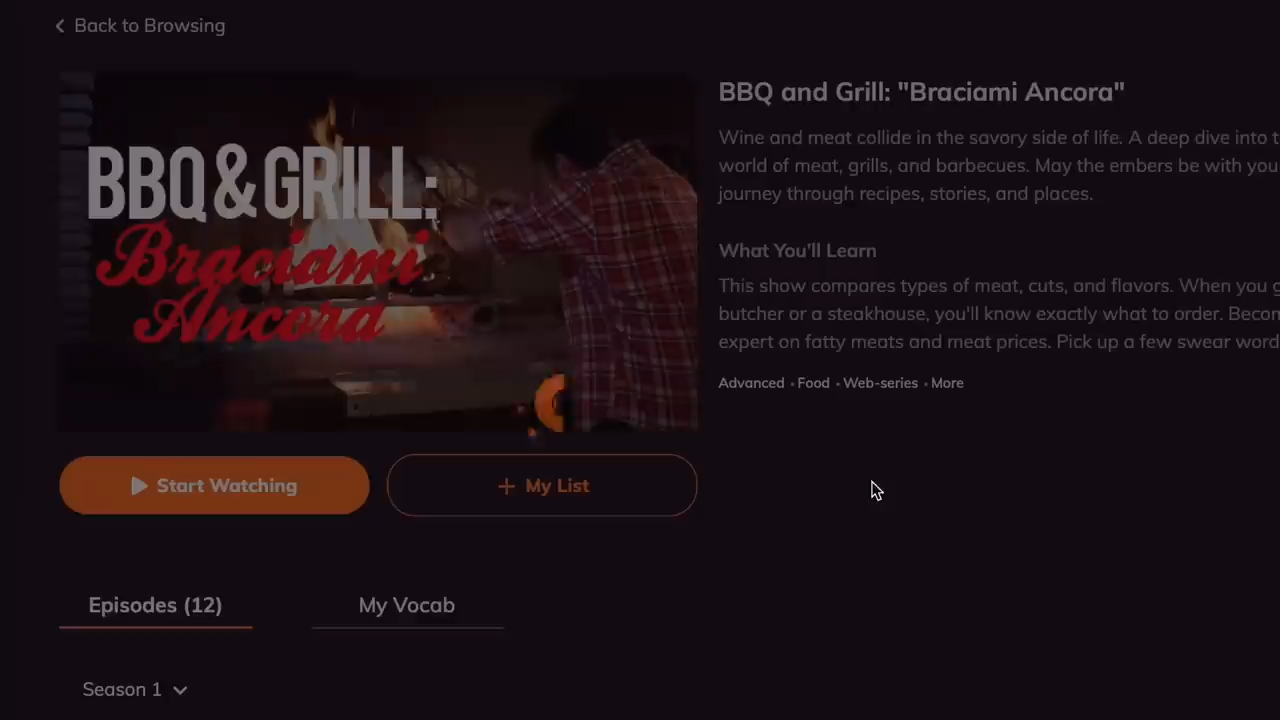 Back to Browsing
BBQ & GRILL:
Braciami
Ancora
BBQ and Grill: "Braciami Ancora"
Wine and meat collide in the savory side of life. A deep dive into
world of meat, grills, and barbecues. May the embers be with you
journey through recipes, stories, and places.
What You'll Learn
This show compares types of meat, cuts, and flavors. When you
butcher or a steakhouse, you'll know exactly what to order.
expert on fatty meats and meat prices. Pick up a few swear word
Advanced • Food • Web-series • More
Start Watching
+ My List
Episodes (12)
My Vocab
Season 1